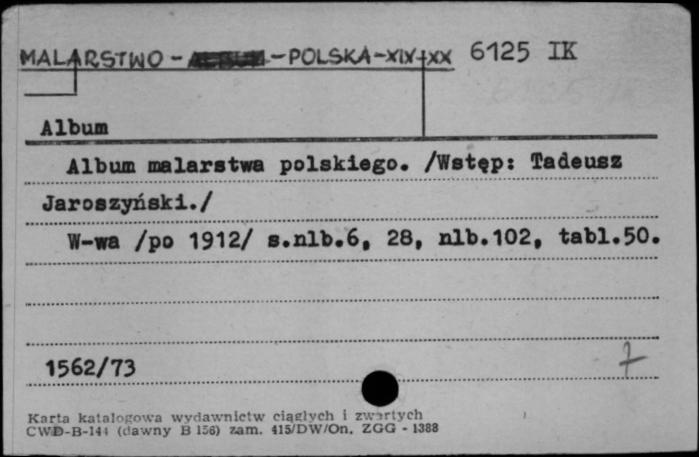 MALARSTWO - - POLSKA - XIX-XX 6125 IK
Album
Album malarstwa polskiego. /Wstęp: Tadeusz
Jaroszyński./
W-wa /po 1912/ s.nlb.6, 28, nlb.102, tabl.50.
1562/73
7
Karta katalogowa wydawnictw ciągłych i zwartych
CWD-B-144 (dawny B 156) zam. 415/DW/On. ZGG - 1388